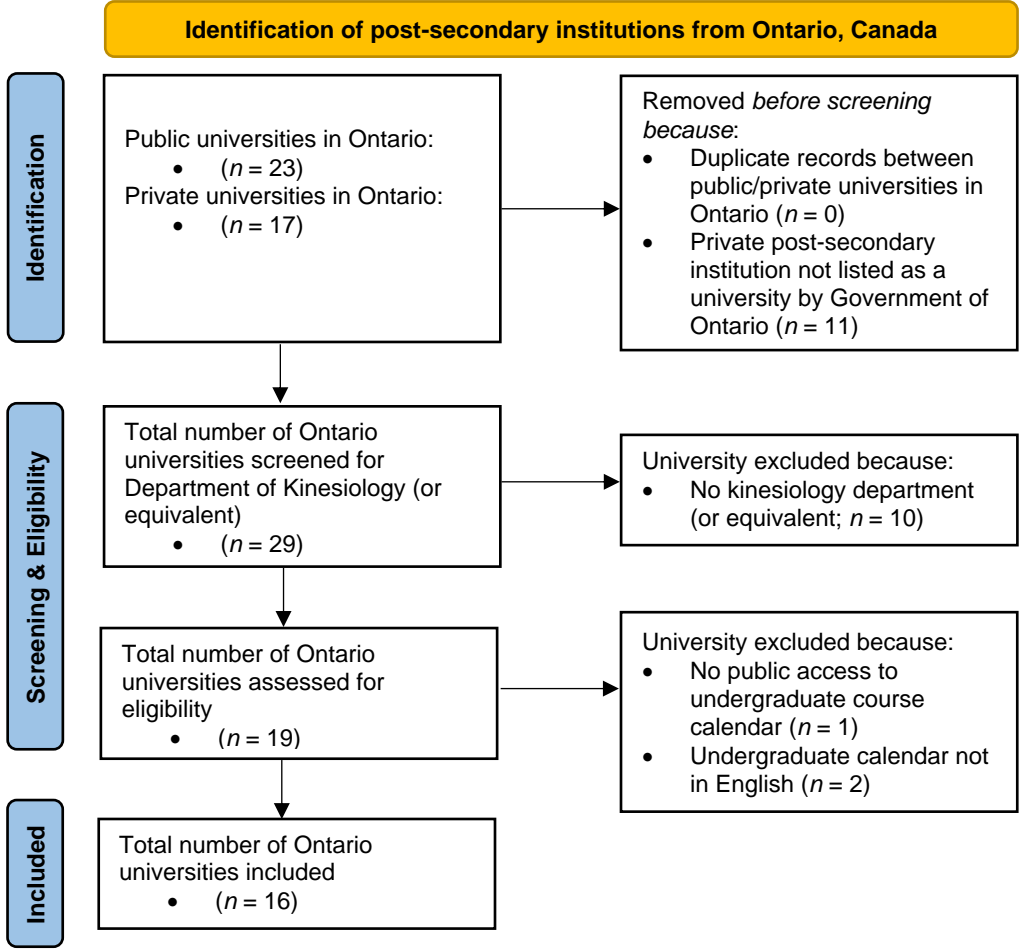 Identification of post-secondary institutions from Ontario, Canada
Identification
Public universities in Ontario:
• (n = 23)
Private universities in Ontario:
• (n = 17)
Removed before screening
because:
• Duplicate records between
public/private universities in
Ontario (n = 0)
• Private post-secondary
institution not listed as a
university by Government of
Ontario (n = 11)
Screening & Eligibility
Total number of Ontario
universities screened for
Department of Kinesiology (or
equivalent)
• (n = 29)
University excluded because:
• No kinesiology department
(or equivalent; n = 10)
Total number of Ontario
universities assessed for
eligibility
• (n = 19)
University excluded because:
• No public access to
undergraduate course
calendar (n = 1)
• Undergraduate calendar not
in English (n = 2)
Included
Total number of Ontario
universities included
• (n = 16)